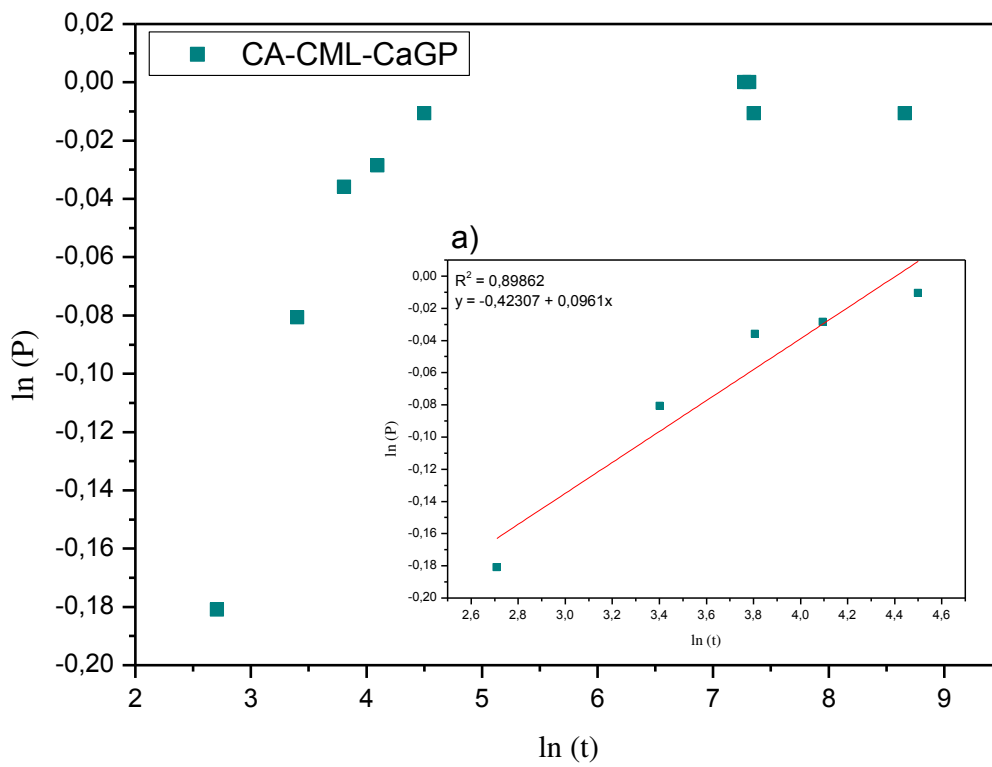 0,02
CA-CML-CaGP
0,00
-0,02
-0,04
-0,06
-0,08
-0,10
-0,12
-0,14
-0,16
-0,18
-0,20
ln (P)
2 3 4 5 6 7 8 9
ln (t)
a)
R² = 0,89862
y = -0,42307 + 0,0961x
0,00
-0,02
-0,04
-0,06
-0,08
-0,10
-0,12
-0,14
-0,16
-0,18
-0,20
ln (P)
2,6 2,8 3,0 3,2 3,4 3,6 3,8 4,0 4,2 4,4 4,6
ln (t)